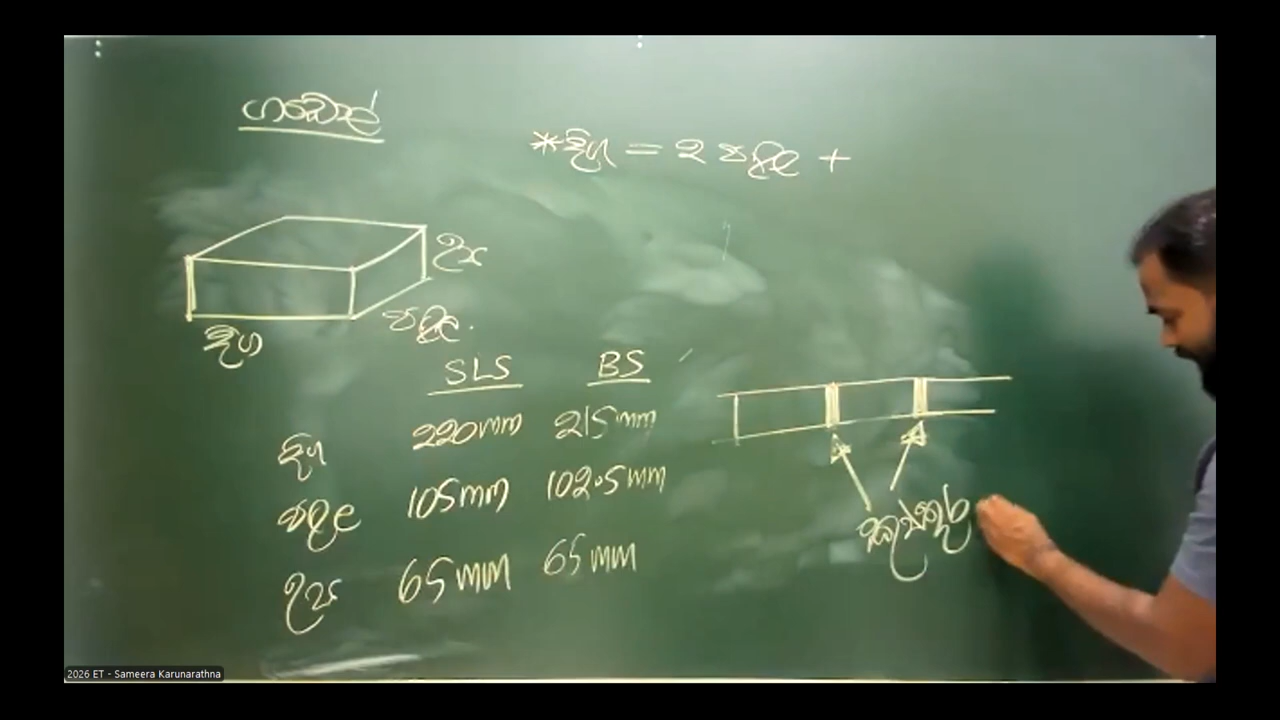 ගඩොල්
*දිග = 2 පළල +
උස
පළල.
දිග
SLS BS
දිග 220mm 215mm
පළල 105mm 102.5mm
උස 65mm 65mm
කුස්තුර
2026 ET - Sameera Karunarathna